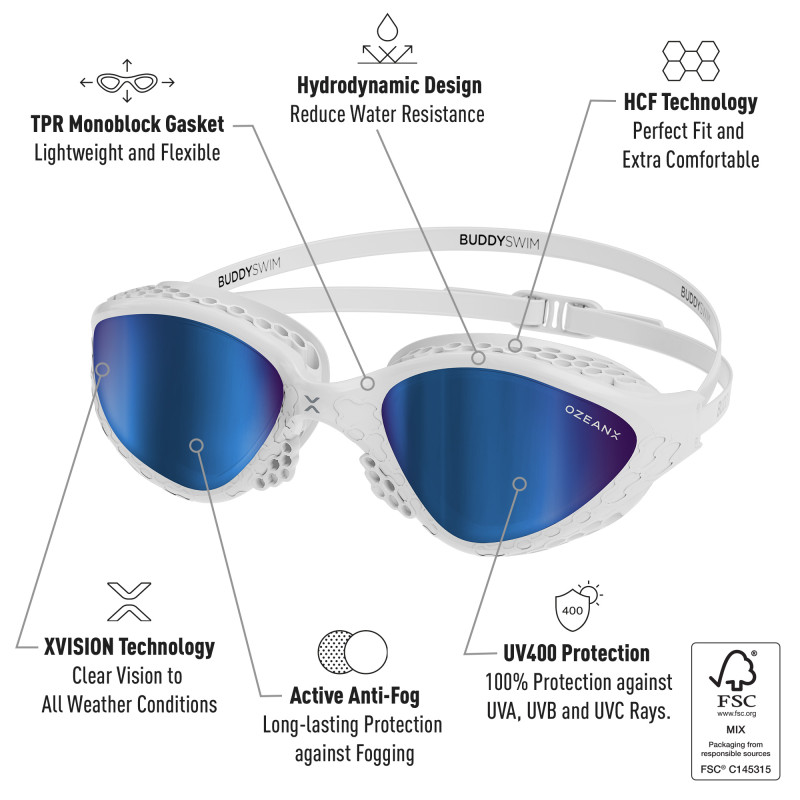 Hydrodynamic Design
Reduce Water Resistance
TPR Monoblock Gasket
Lightweight and Flexible
HCF Technology
Perfect Fit and
Extra Comfortable
BUDDYSWIM
BUDDYSWIM
BUDDYSWIM
OZEANX
XVISION Technology
Clear Vision to
All Weather Conditions
Active Anti-Fog
Long-lasting Protection
against Fogging
400
UV400 Protection
100% Protection against
UVA, UVB and UVC Rays.
FSC
www.fsc.org
MIX
Packaging from
responsible sources
FSC® C145315